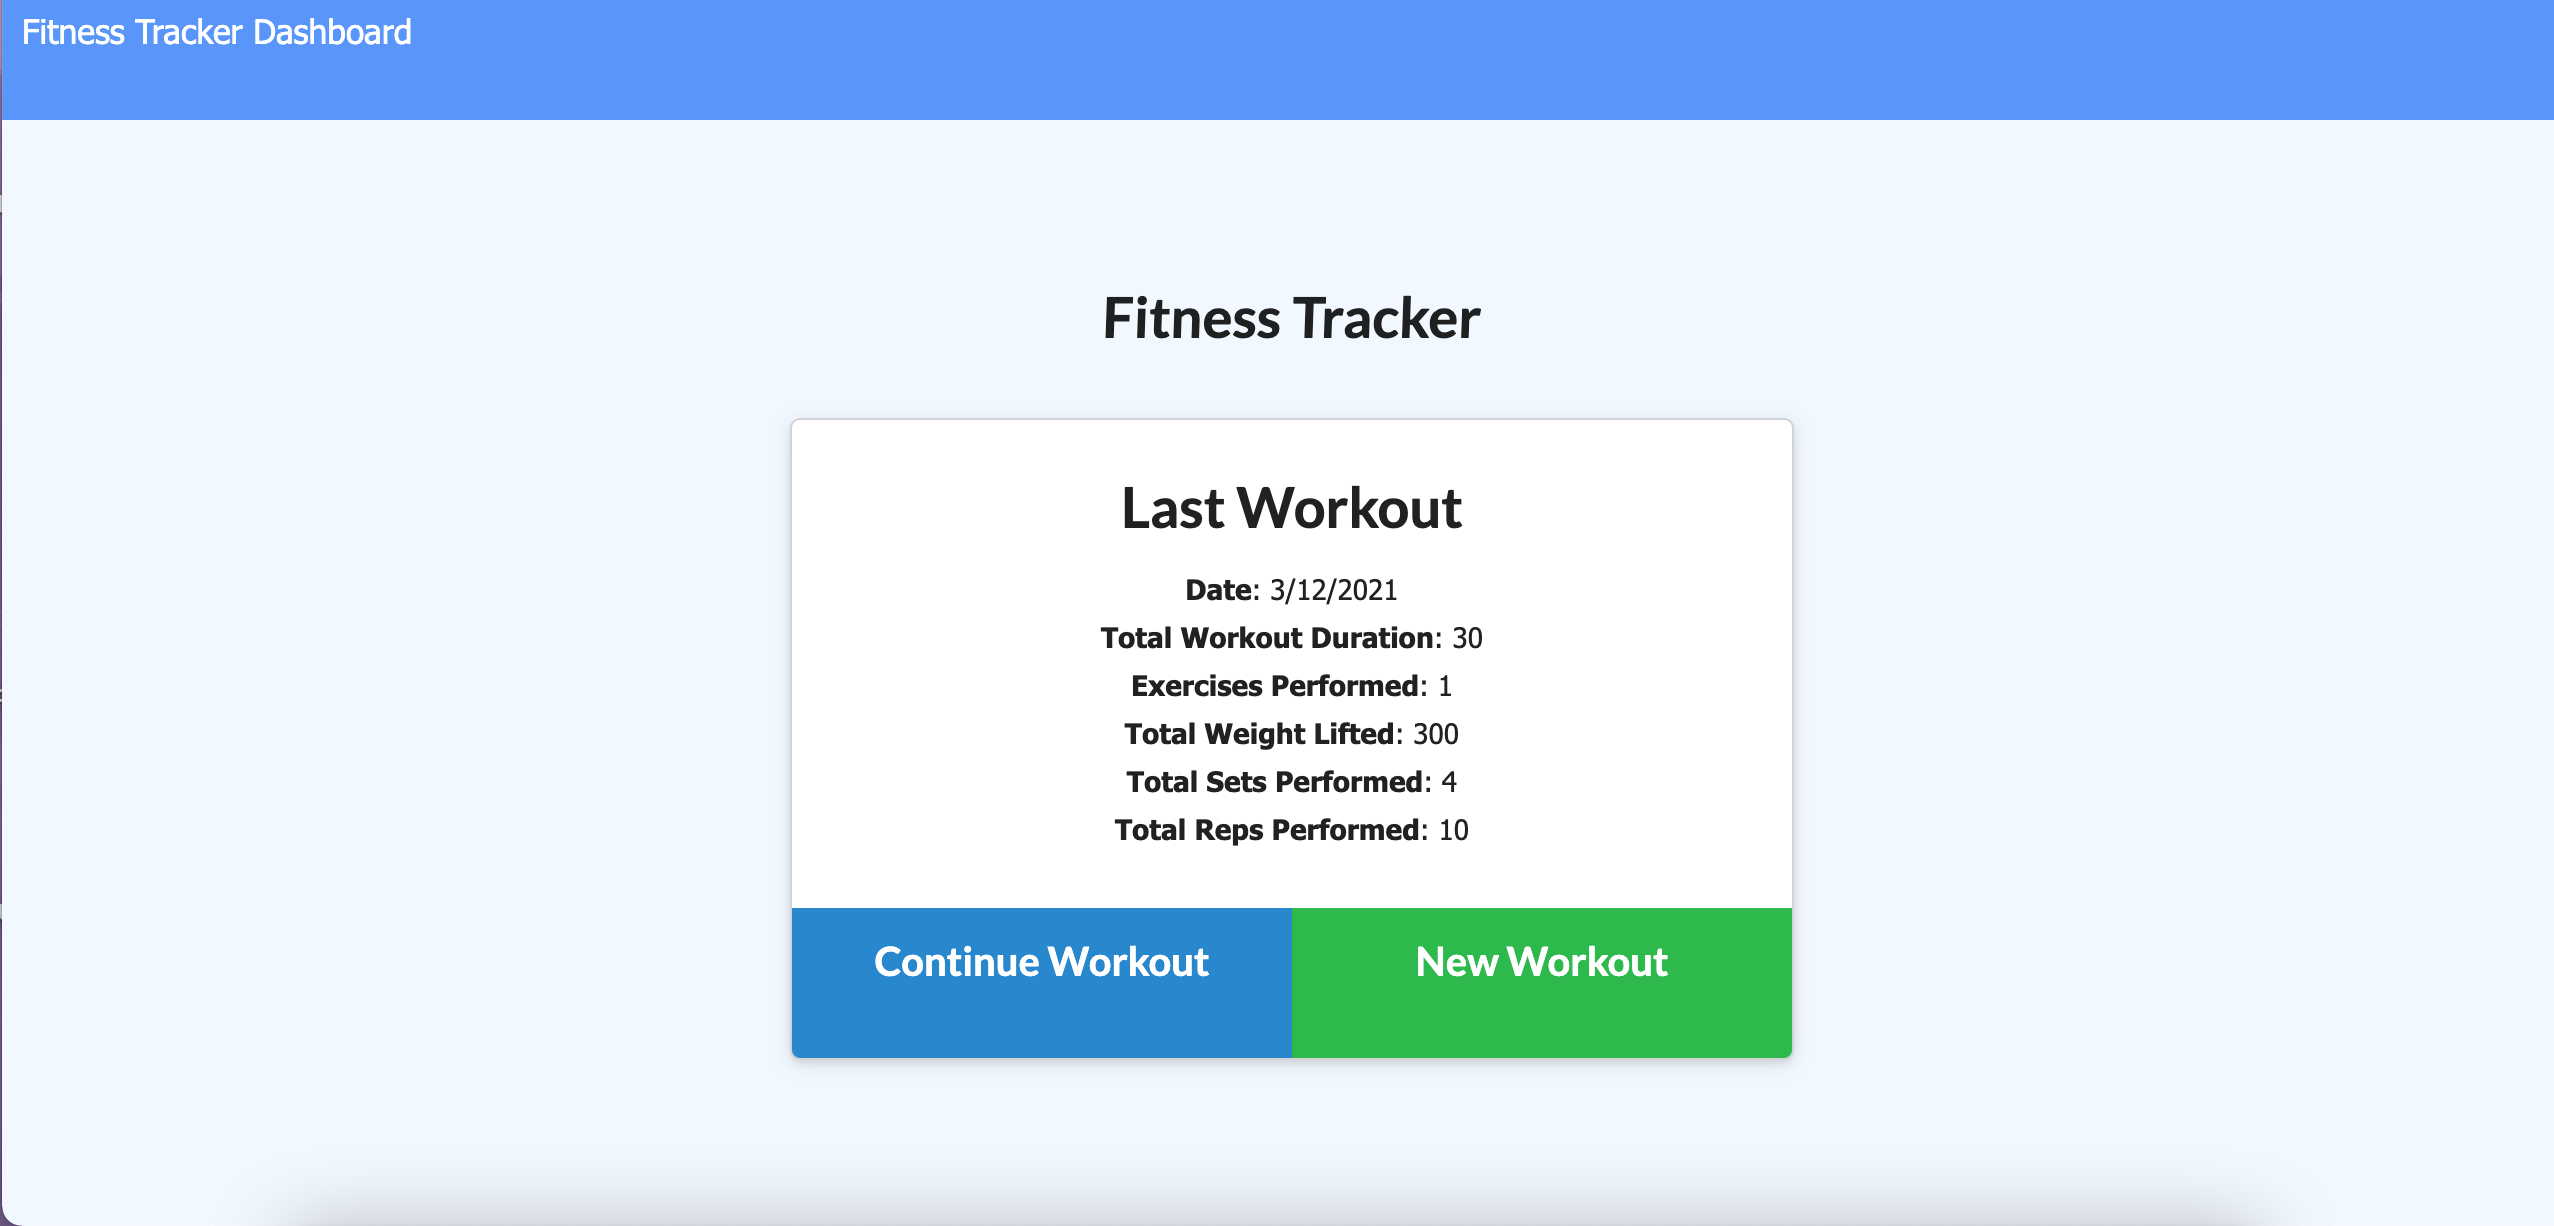 Fitness Tracker Dashboard
Fitness Tracker
Last Workout
Date: 3/12/2021
Total Workout Duration: 30
Exercises Performed: 1
Total Weight Lifted: 300
Total Sets Performed: 4
Total Reps Performed: 10
Continue Workout
New Workout